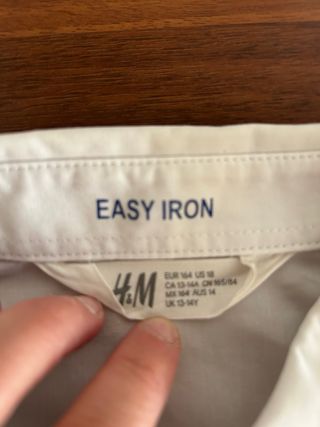 EASY IRON
H&M
EUR 164 US 18
CA 13-14A CN 165/84
MX 164 AUS 14
UK 13-14Y